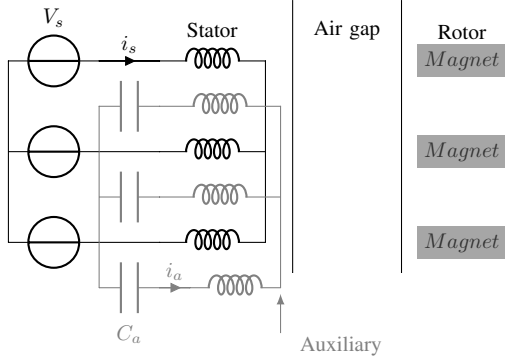 V_s
i_s
Stator
Air gap
Rotor
Magnet
Magnet
Magnet
i_a
C_a
Auxiliary